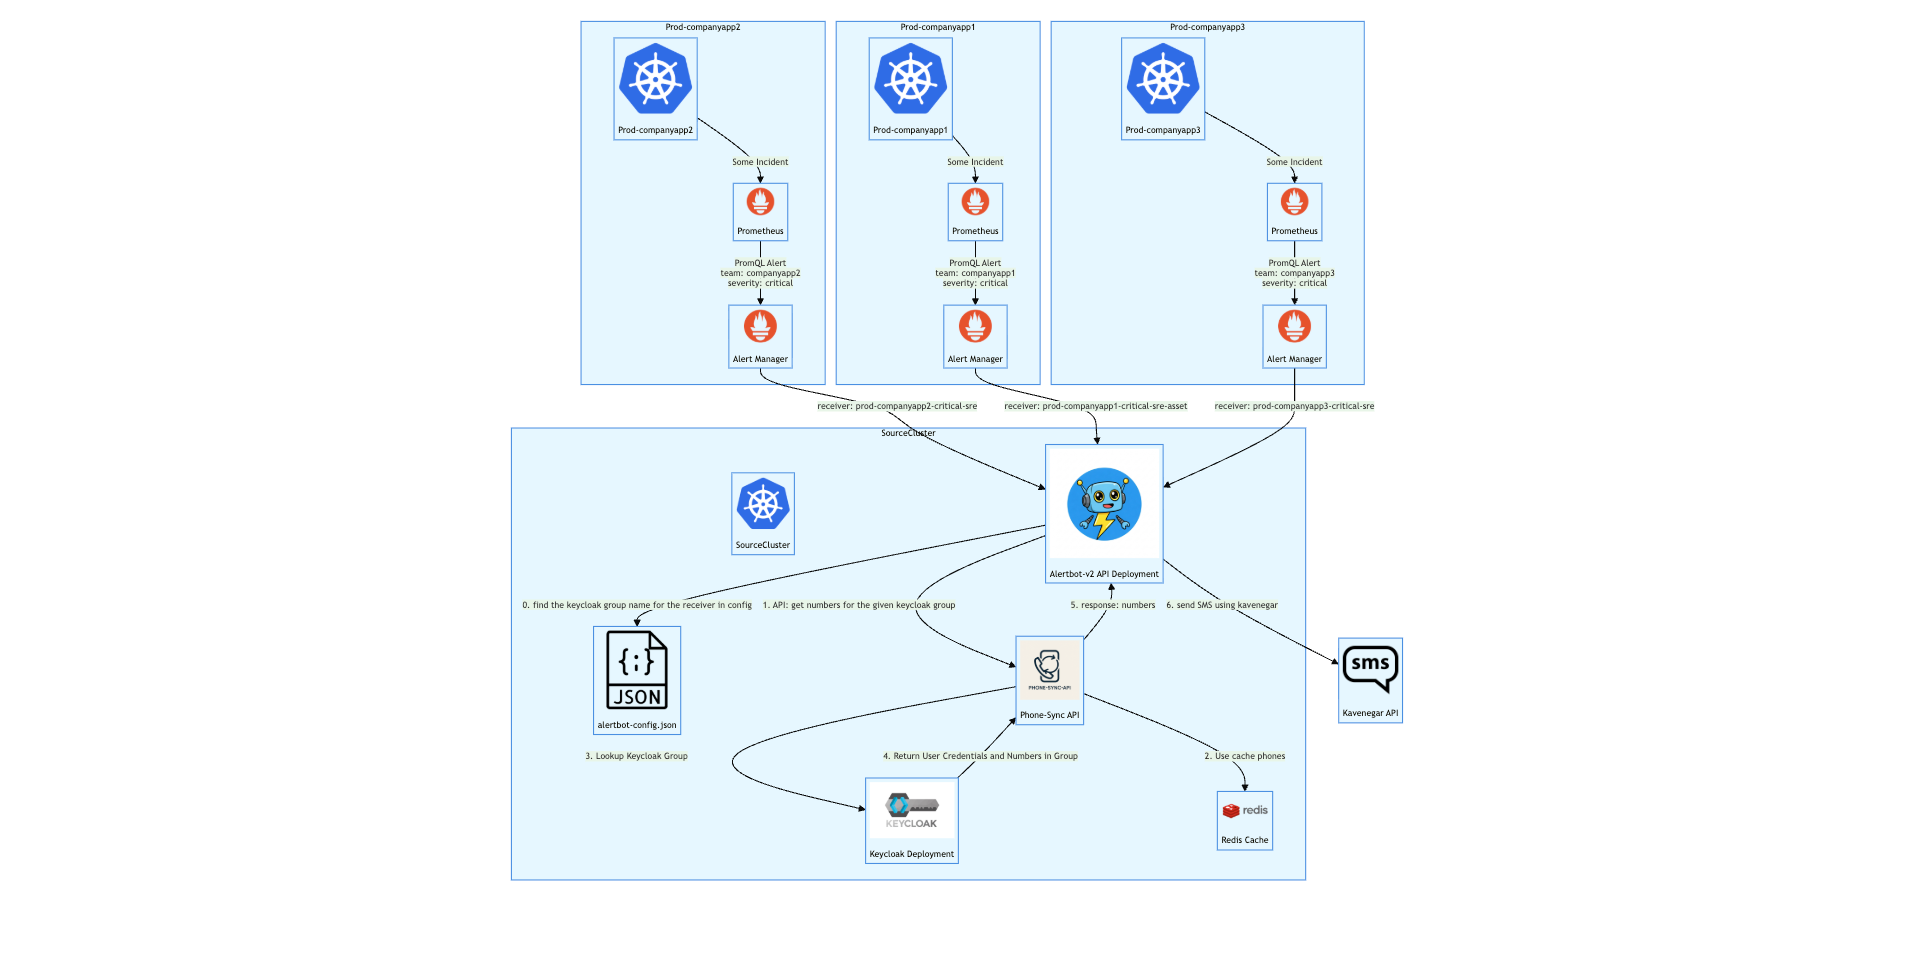 Prod-companyapp2
Prod-companyapp1
Prod-companyapp3
Prod-companyapp2
Prod-companyapp1
Prod-companyapp3
Some Incident
Some Incident
Some Incident
Prometheus
Prometheus
Prometheus
PromQL Alert
team: companyapp2
severity: critical
PromQL Alert
team: companyapp1
severity: critical
PromQL Alert
team: companyapp3
severity: critical
Alert Manager
Alert Manager
Alert Manager
receiver: prod-companyapp2-critical-sre
receiver: prod-companyapp1-critical-sre-asset
receiver: prod-companyapp3-critical-sre
SourceCluster
SourceCluster
Alertbot-v2 API Deployment
0. find the keycloak group name for the receiver in config
1. API: get numbers for the given keycloak group
5. response: numbers
6. send SMS using kavenegar
{;}
JSON
alertbot-config.json
PHONE-SYNC-API
Phone-Sync API
sms
Kavenegar API
3. Lookup Keycloak Group
4. Return User Credentials and Numbers in Group
2. Use cache phones
KEYCLOAK
Keycloak Deployment
redis
Redis Cache